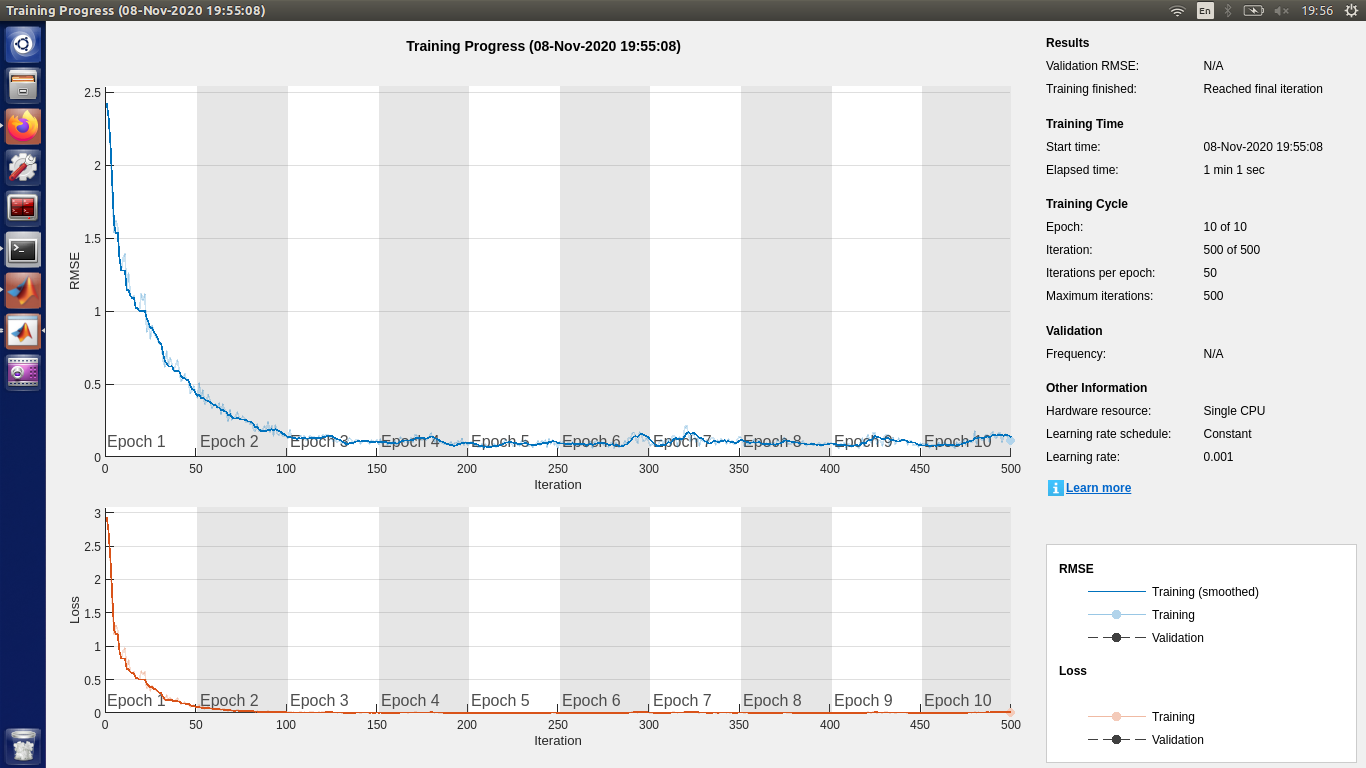 Training Progress (08-Nov-2020 19:55:08)
En
19:56
Training Progress (08-Nov-2020 19:55:08)
2.5
2
1.5
1
0.5
0
RMSE
Epoch 1 Epoch 2 Epoch 3 Epoch 4 Epoch 5 Epoch 6 Epoch 7 Epoch 8 Epoch 9 Epoch 10
0 50 100 150 200 250 300 350 400 450 500
Iteration
3
2.5
2
1.5
1
0.5
0
Loss
Epoch 1 Epoch 2 Epoch 3 Epoch 4 Epoch 5 Epoch 6 Epoch 7 Epoch 8 Epoch 9 Epoch 10
0 50 100 150 200 250 300 350 400 450 500
Iteration
Results
Validation RMSE: N/A
Training finished: Reached final iteration
Training Time
Start time: 08-Nov-2020 19:55:08
Elapsed time: 1 min 1 sec
Training Cycle
Epoch: 10 of 10
Iteration: 500 of 500
Iterations per epoch: 50
Maximum iterations: 500
Validation
Frequency: N/A
Other Information
Hardware resource: Single CPU
Learning rate schedule: Constant
Learning rate: 0.001
i Learn more
RMSE
Training (smoothed)
Training
Validation
Loss
Training
Validation